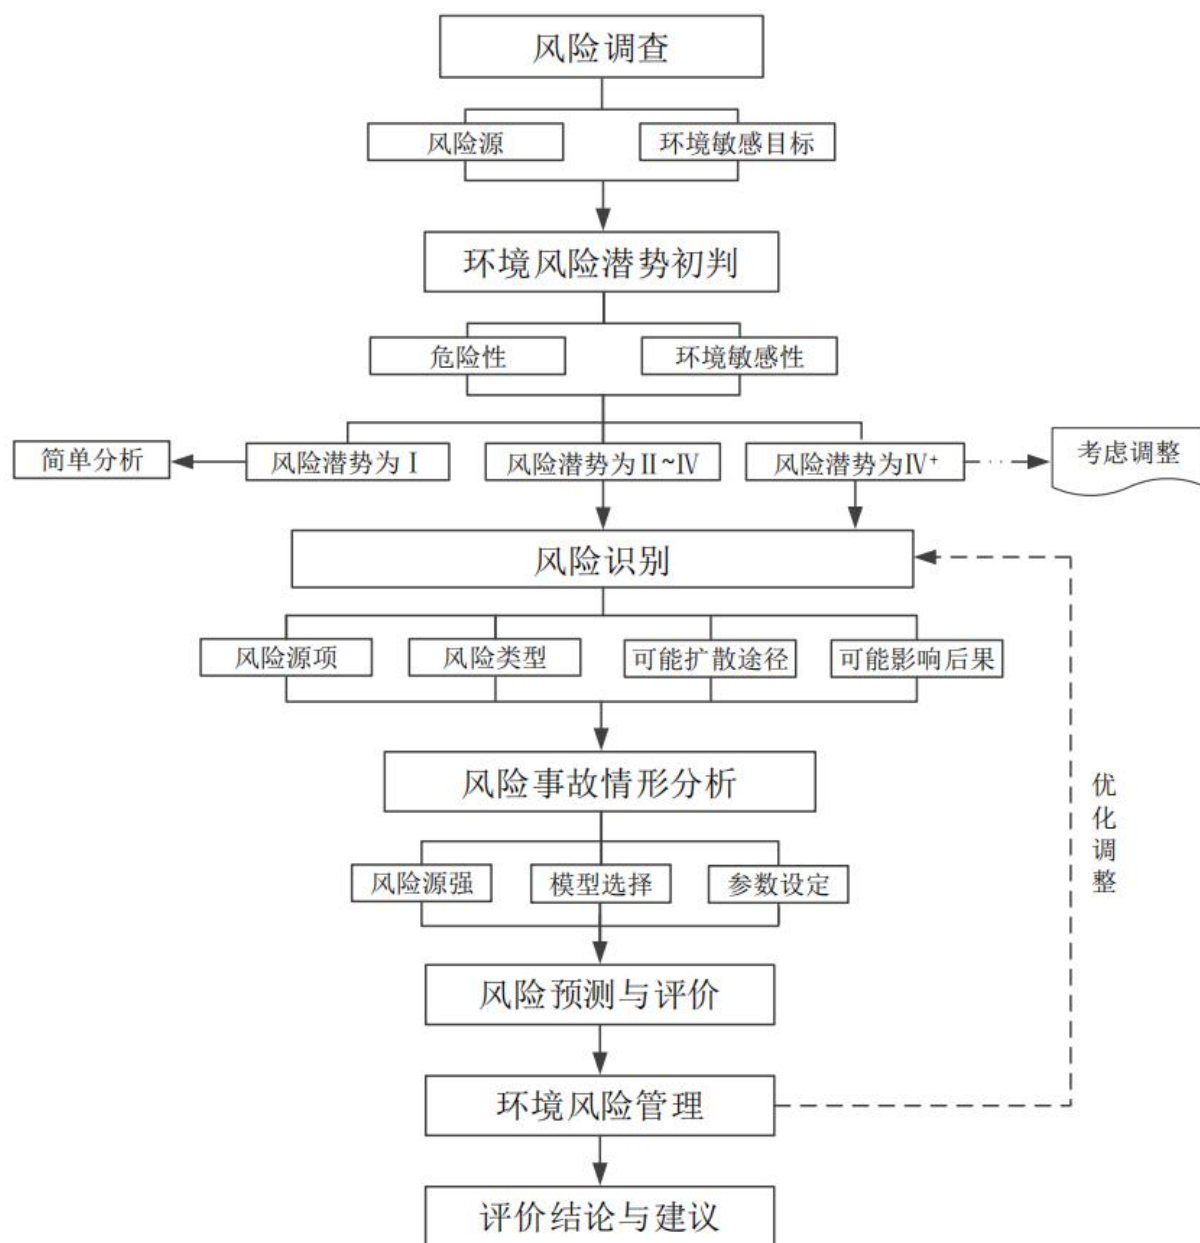 风险调查
风险源
环境敏感目标
环境风险潜势初判
危险性
环境敏感性
简单分析
风险潜势为Ⅰ
风险潜势为Ⅱ~Ⅳ
风险潜势为Ⅳ+
考虑调整
风险识别
风险源项
风险类型
可能扩散途径
可能影响后果
风险事故情形分析
优化调整
风险源强
模型选择
参数设定
风险预测与评价
环境风险管理
评价结论与建议